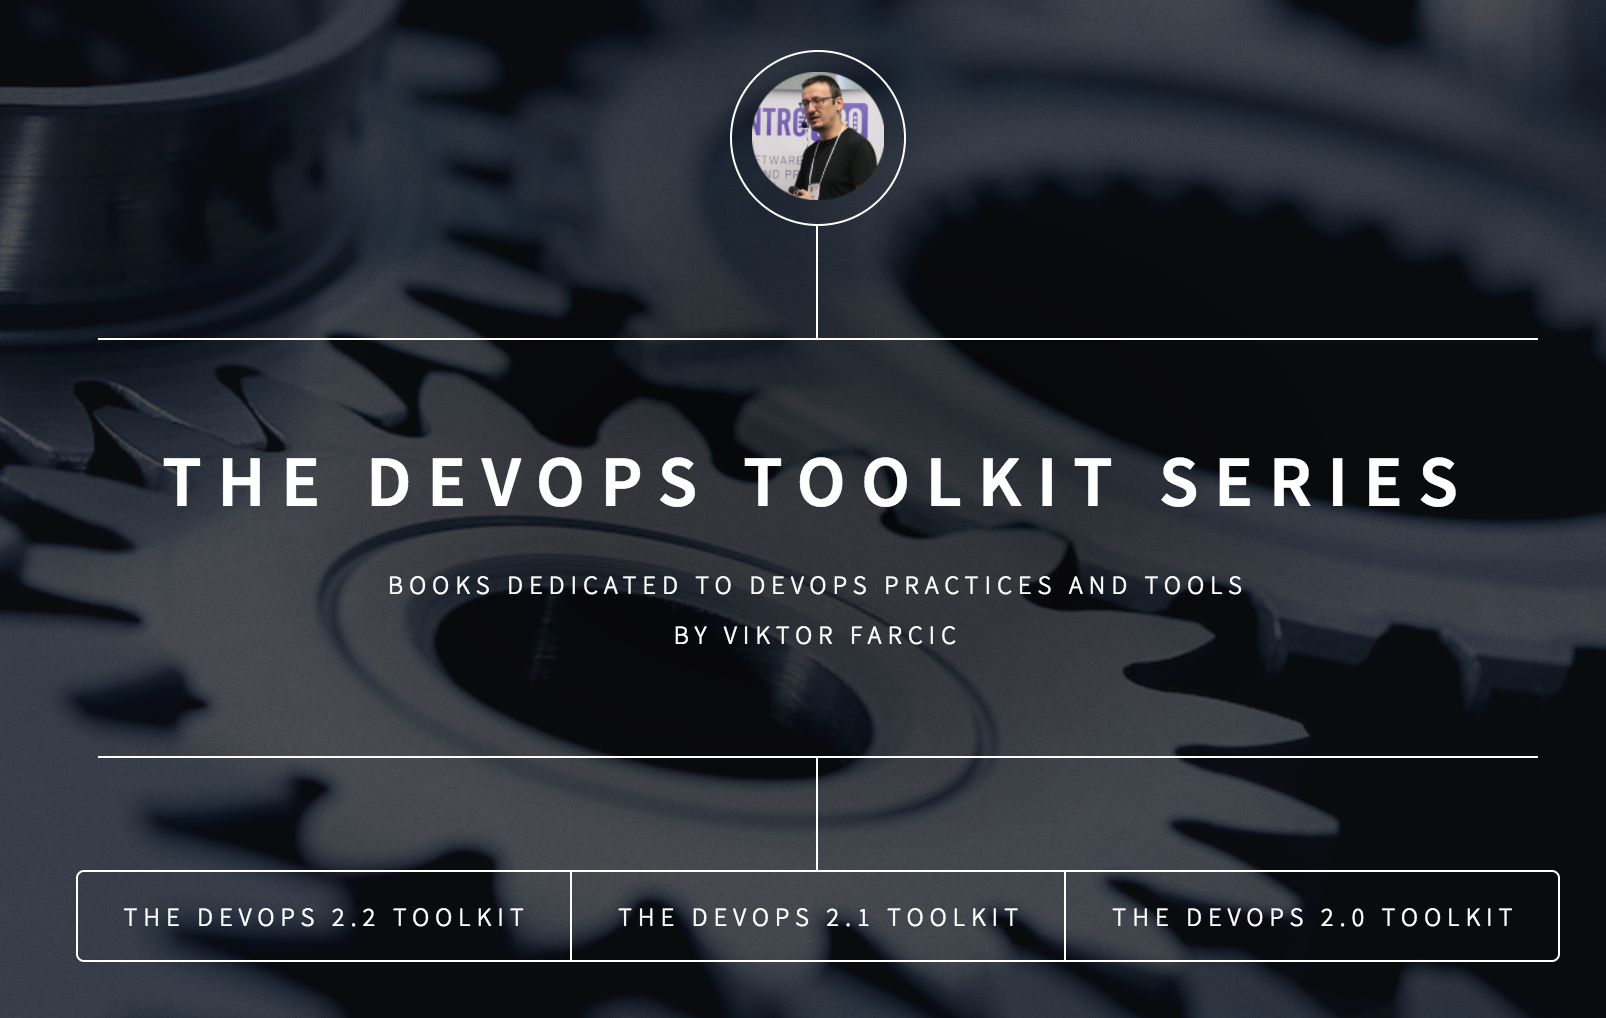 THE DEVOPS TOOLKIT SERIES
BOOKS DEDICATED TO DEVOPS PRACTICES AND TOOLS
BY VIKTOR FARCIC
THE DEVOPS 2.2 TOOLKIT
THE DEVOPS 2.1 TOOLKIT
THE DEVOPS 2.0 TOOLKIT